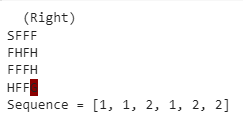 (Right)
SFFF
FHFH
FFFH
HFFG
Sequence = [1, 1, 2, 1, 2, 2]